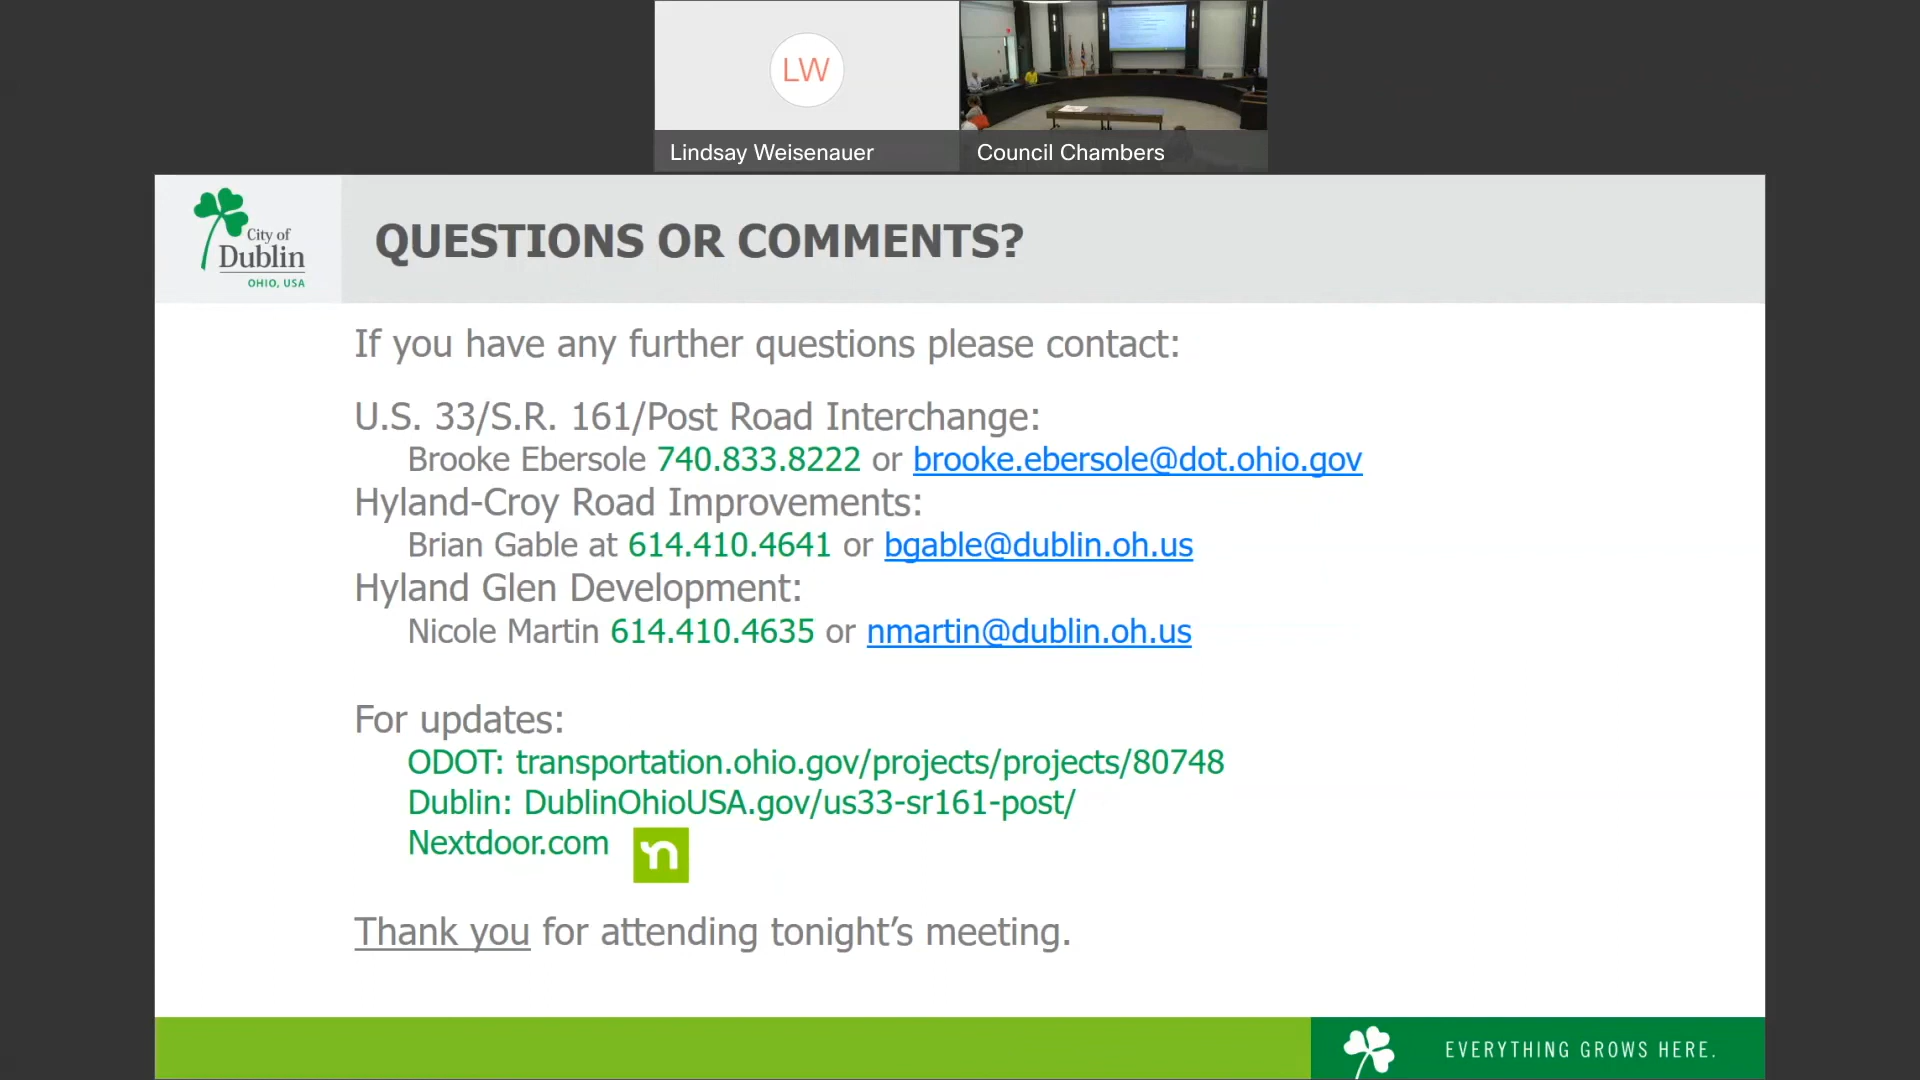 LW
Lindsay Weisenauer
Council Chambers
City of
Dublin
OHIO, USA
QUESTIONS OR COMMENTS?
If you have any further questions please contact:
U.S. 33/S.R. 161/Post Road Interchange:
Brooke Ebersole 740.833.8222 or brooke.ebersole@dot.ohio.gov
Hyland-Croy Road Improvements:
Brian Gable at 614.410.4641 or bgable@dublin.oh.us
Hyland Glen Development:
Nicole Martin 614.410.4635 or nmartin@dublin.oh.us
For updates:
ODOT: transportation.ohio.gov/projects/projects/80748
Dublin: DublinOhioUSA.gov/us33-sr161-post/
Nextdoor.com n
Thank you for attending tonight’s meeting.
EVERYTHING GROWS HERE.